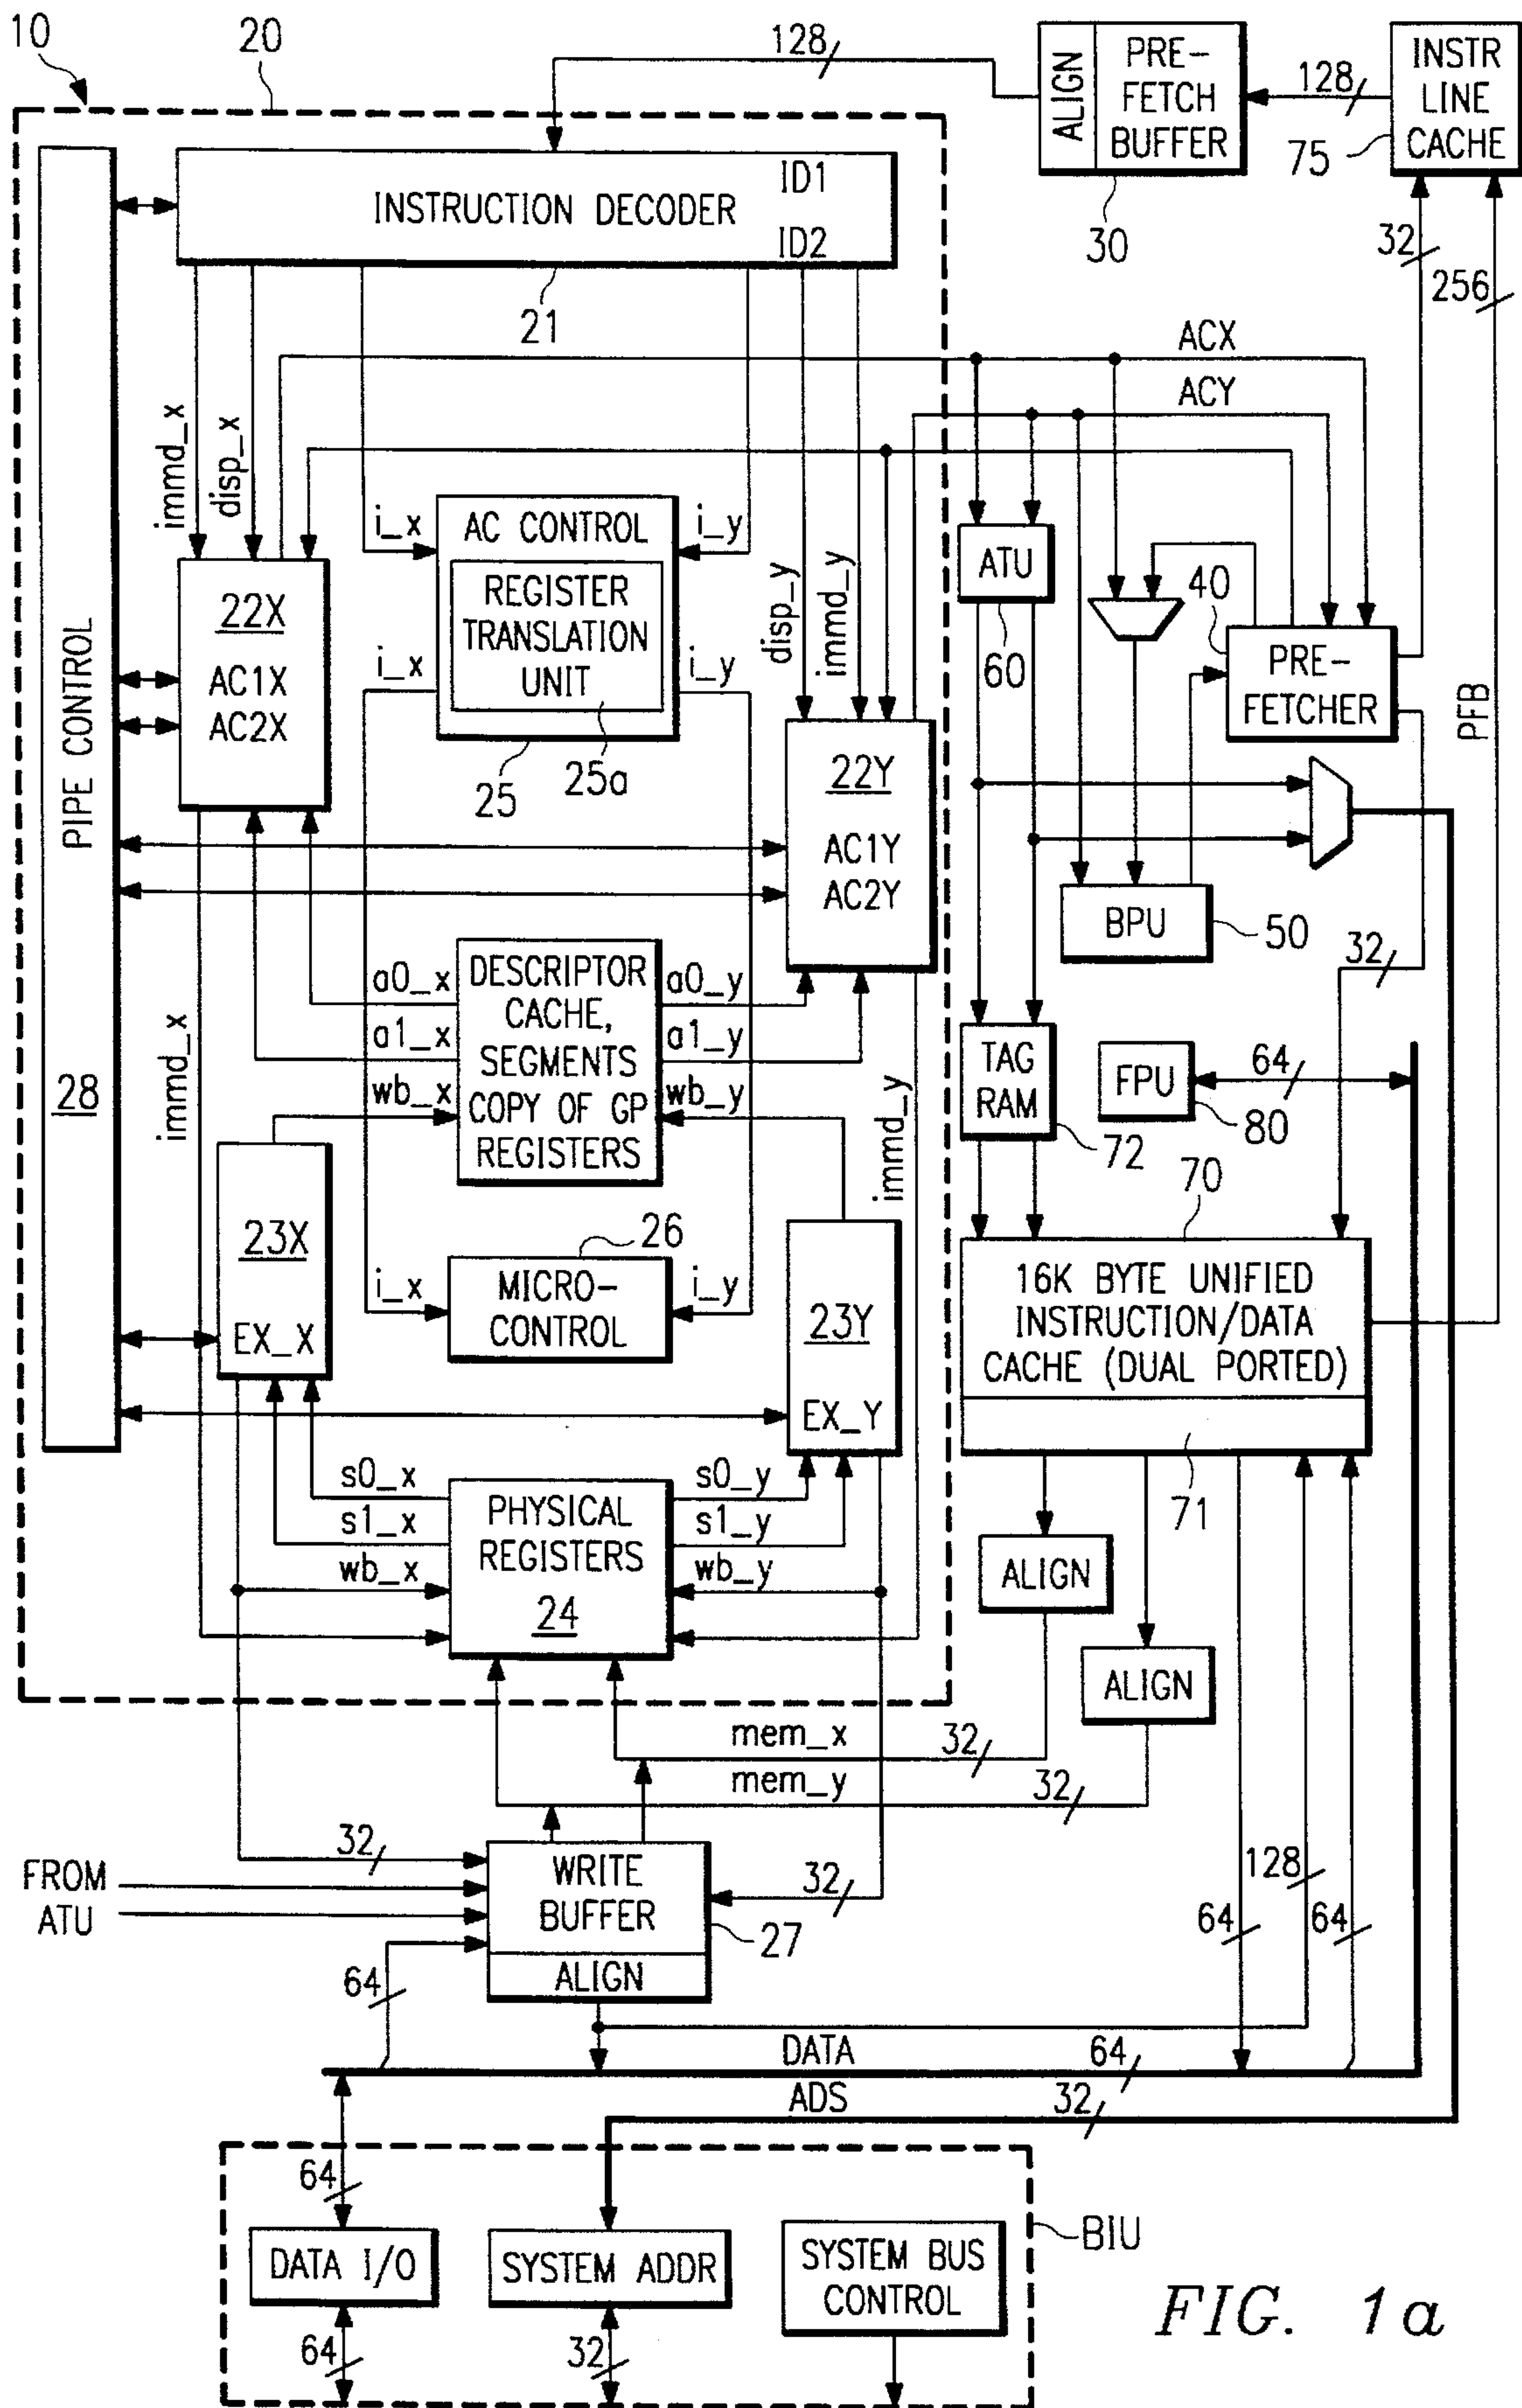 10
20
128
ALIGN
PRE-
FETCH
BUFFER
30
128
INSTR
LINE
CACHE
75
32
256
PFB
PIPE CONTROL
28
ID1
INSTRUCTION DECODER
ID2
21
immd_x
disp_x
i_x
i_y
disp_y
immd_y
ACX
ACY
22X
AC1X
AC2X
AC CONTROL
REGISTER
TRANSLATION
UNIT
i_x
i_y
25
25a
22Y
AC1Y
AC2Y
ATU
60
40
PRE-
FETCHER
BPU
50
32
immd_x
a0_x
a1_x
wb_x
DESCRIPTOR
CACHE,
SEGMENTS
COPY OF GP
REGISTERS
a0_y
a1_y
wb_y
immd_y
TAG
RAM
72
FPU
80
64
23X
EX_X
i_x
26
MICRO-
CONTROL
i_y
23Y
EX_Y
70
16K BYTE UNIFIED
INSTRUCTION/DATA
CACHE (DUAL PORTED)
71
s0_x
s1_x
wb_x
PHYSICAL
REGISTERS
24
s0_y
s1_y
wb_y
ALIGN
ALIGN
mem_x
32
mem_y
32
FROM
ATU
32
WRITE
BUFFER
ALIGN
27
32
64
128
64
64
DATA
64
ADS
32
64
DATA I/O
64
SYSTEM ADDR
32
SYSTEM BUS
CONTROL
BIU
FIG. 1a